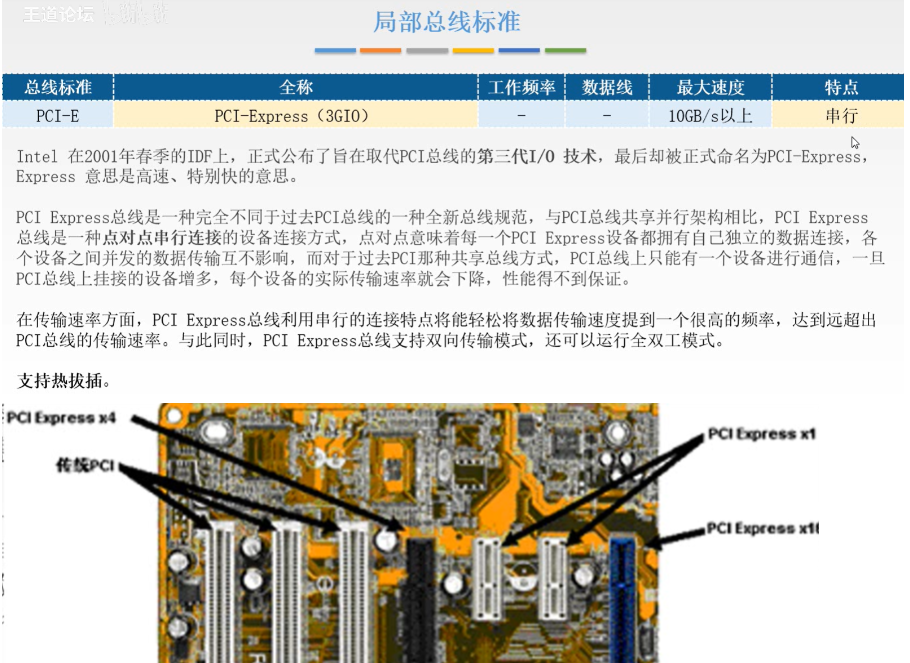 王道论坛
局部总线标准
总线标准 全称 工作频率 数据线 最大速度 特点
PCI-E PCI-Express（3GIO） - - 10GB/s以上 串行
Intel 在2001年春季的IDF上，正式公布了旨在取代PCI总线的第三代I/O 技术，最后却被正式命名为PCI-Express，
Express 意思是高速、特别快的意思。
PCI Express总线是一种完全不同于过去PCI总线的一种全新总线规范，与PCI总线共享并行架构相比，PCI Express
总线是一种点对点串行连接的设备连接方式，点对点意味着每一个PCI Express设备都拥有自己独立的数据连接，各
个设备之间并发的数据传输互不影响，而对于过去PCI那种共享总线方式，PCI总线上只能有一个设备进行通信，一旦
PCI总线上挂接的设备增多，每个设备的实际传输速率就会下降，性能得不到保证。
在传输速率方面，PCI Express总线利用串行的连接特点将能轻松将数据传输速度提到一个很高的频率，达到远超出
PCI总线的传输速率。与此同时，PCI Express总线支持双向传输模式，还可以运行全双工模式。
支持热拔插。
PCI Express x4
PCI Express x1
传统PCI
PCI Express x1